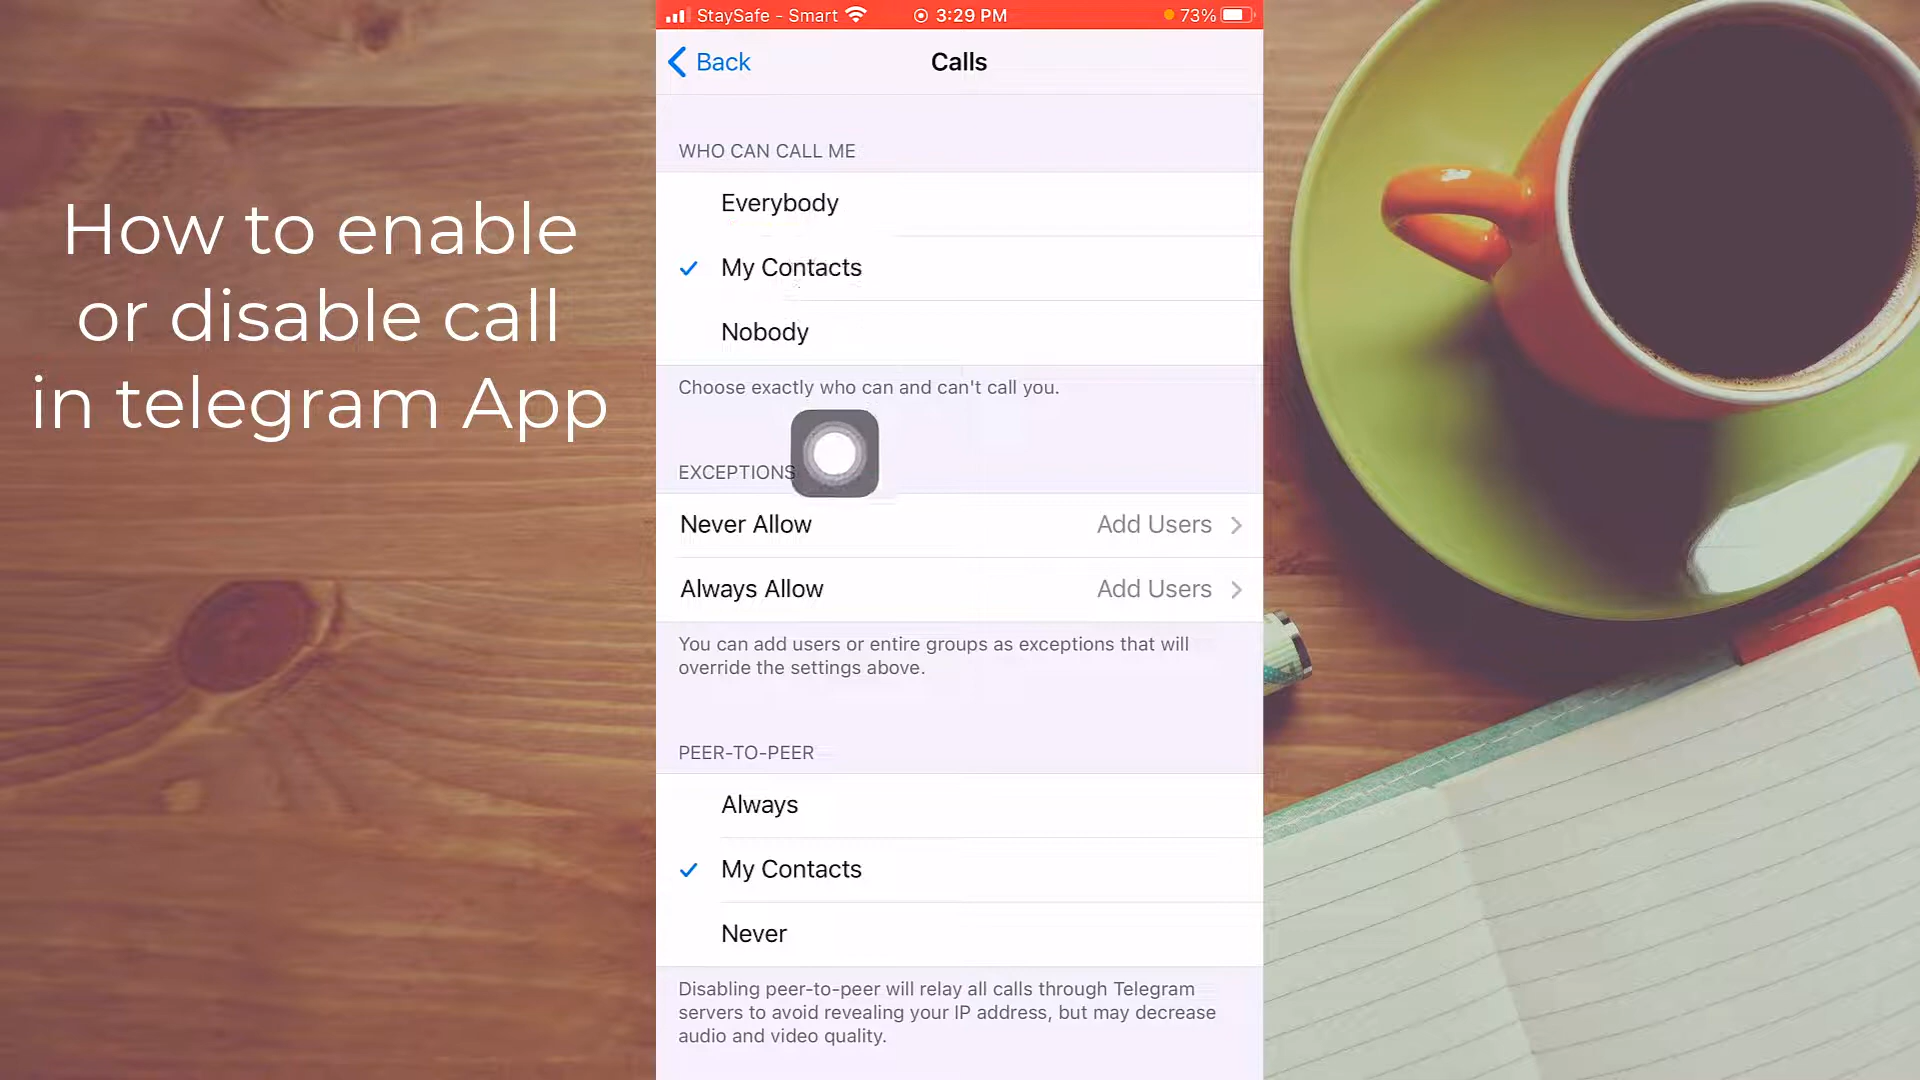 How to enable
or disable call
in telegram App
StaySafe - Smart 3:29 PM 73%
Back Calls
WHO CAN CALL ME
Everybody
My Contacts
Nobody
Choose exactly who can and can't call you.
EXCEPTIONS
Never Allow Add Users
Always Allow Add Users
You can add users or entire groups as exceptions that will
override the settings above.
PEER-TO-PEER
Always
My Contacts
Never
Disabling peer-to-peer will relay all calls through Telegram
servers to avoid revealing your IP address, but may decrease
audio and video quality.